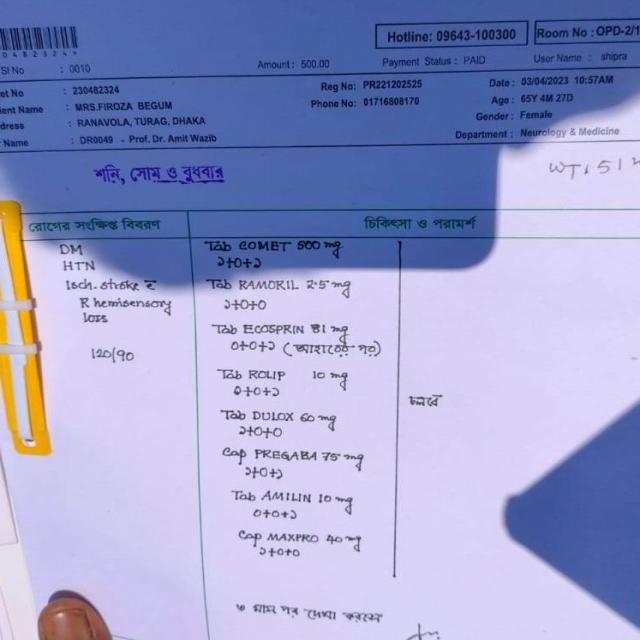 Hotline: 09643-100300
Room No : OPD-2/1
Sl No : 0010
Amount : 500.00
Payment Status : PAID
User Name : shipra
et No : 230482324
Reg No: PR221202525
Date : 03/04/2023 10:57AM
ient Name : MRS.FIROZA BEGUM
Phone No: 01716808170
Age : 65Y 4M 27D
dress : RANAVOLA, TURAG, DHAKA
Gender : Female
Name : DR0049 - Prof. Dr. Amit Wazib
Department : Neurology & Medicine
শনি, সোম ও বুধবার
রোগের সংক্ষিপ্ত বিবরণ
চিকিৎসা ও পরামর্শ
DM
HTN
Isch. stroke c̄
R hemisensory
loss
120/90
Tab COMET 500 mg
১+০+১
Tab RAMORIL 2.5 mg
১+০+০
Tab ECOSPRIN 81 mg
০+০+১ (আহারের পর)
Tab ROLIP 10 mg
০+০+১
Tab DULOX 60 mg
১+০+০
Cap PREGABA 75 mg
১+০+১
Tab AMILIN 10 mg
০+০+১
Cap MAXPRO 40 mg
১+০+০
চলবে
৩ মাস পর দেখা করবেন